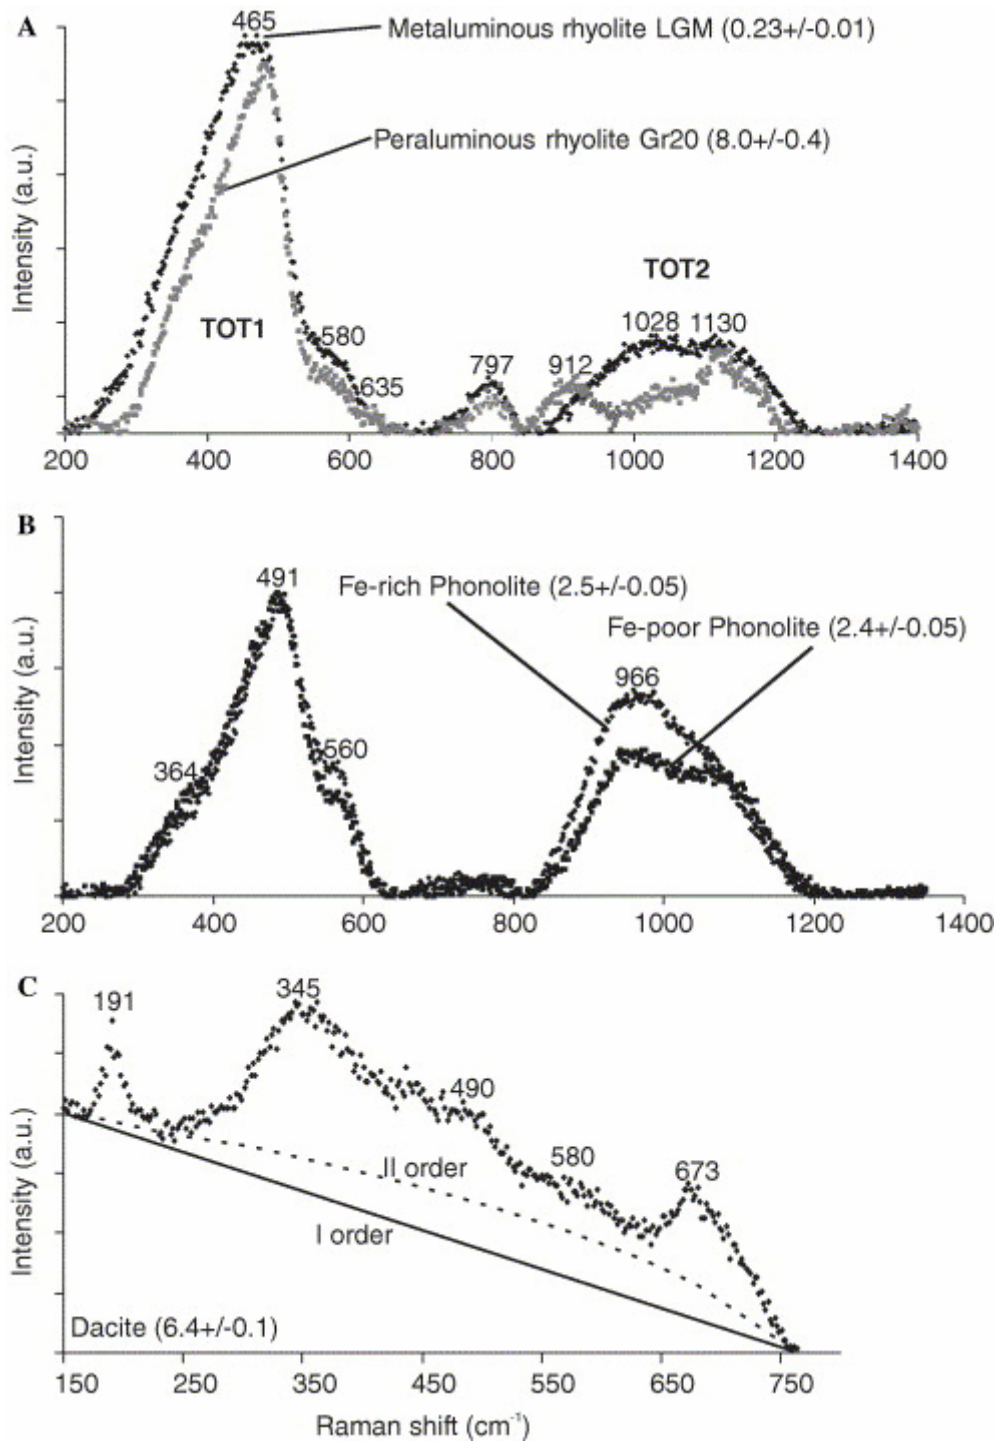 A
465
Metaluminous rhyolite LGM (0.23+/-0.01)
Peraluminous rhyolite Gr20 (8.0+/-0.4)
Intensity (a.u.)
TOT1
TOT2
580
635
797
912
1028
1130
200 400 600 800 1000 1200 1400
B
491
Fe-rich Phonolite (2.5+/-0.05)
Fe-poor Phonolite (2.4+/-0.05)
966
364
560
Intensity (a.u.)
200 400 600 800 1000 1200 1400
C
191
345
490
580
673
II order
I order
Intensity (a.u.)
Dacite (6.4+/-0.1)
150 250 350 450 550 650 750
Raman shift (cm⁻¹)